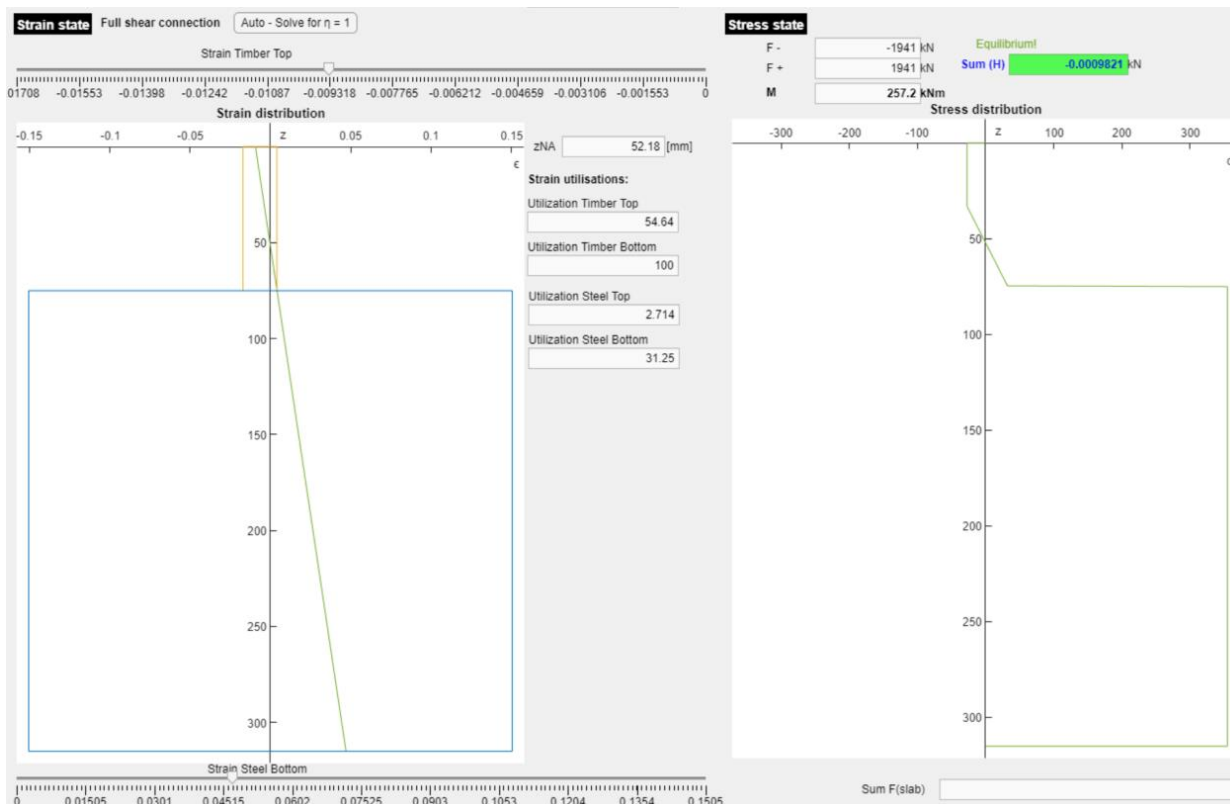 Strain state Full shear connection Auto - Solve for η = 1
Strain Timber Top
.01708 -0.01553 -0.01398 -0.01242 -0.01087 -0.009318 -0.007765 -0.006212 -0.004659 -0.003106 -0.001553 0
Strain distribution
-0.15 -0.1 -0.05 z 0.05 0.1 0.15
ε
50
100
150
200
250
300
zNA 52.18 [mm]
Strain utilisations:
Utilization Timber Top
54.64
Utilization Timber Bottom
100
Utilization Steel Top
2.714
Utilization Steel Bottom
31.25
Strain Steel Bottom
0 0.01505 0.0301 0.04515 0.0602 0.07525 0.0903 0.1053 0.1204 0.1354 0.1505
Stress state
F - -1941 kN
F + 1941 kN
M 257.2 kNm
Equilibrium!
Sum (H) -0.0009821 kN
Stress distribution
-300 -200 -100 z 100 200 300
50
100
150
200
250
300
Sum F(slab)